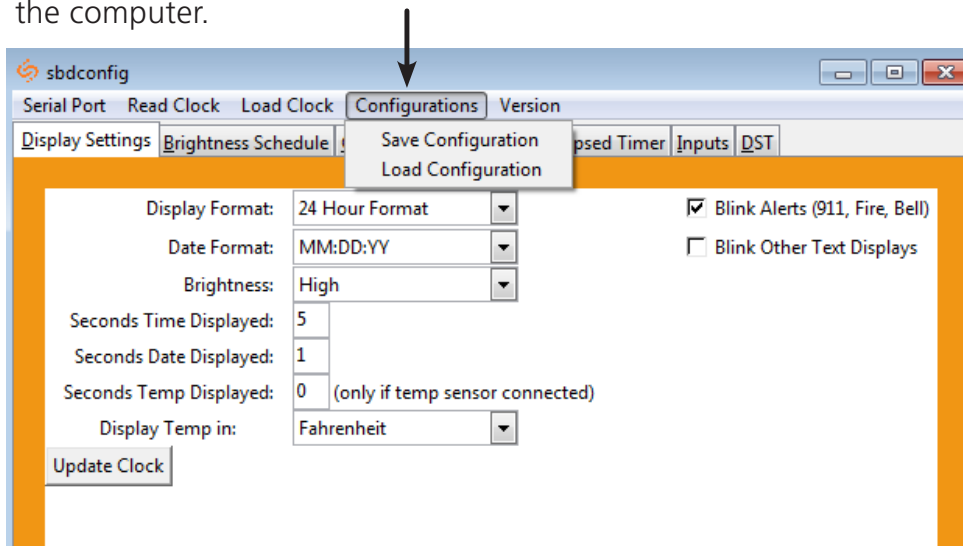 the computer.
sbdconfig
Serial Port Read Clock Load Clock Configurations Version
Display Settings Brightness Schedule Save Configuration psed Timer Inputs DST
Load Configuration
Display Format: 24 Hour Format Blink Alerts (911, Fire, Bell)
Date Format: MM:DD:YY Blink Other Text Displays
Brightness: High
Seconds Time Displayed: 5
Seconds Date Displayed: 1
Seconds Temp Displayed: 0 (only if temp sensor connected)
Display Temp in: Fahrenheit
Update Clock